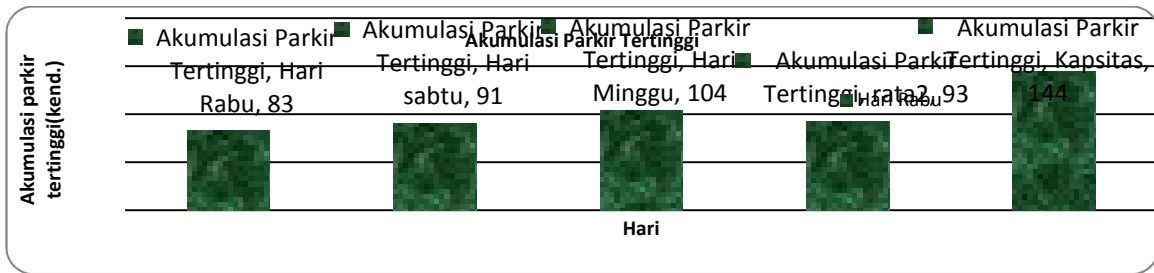 Akumulasi Parkir Tertinggi
Akumulasi parkir
tertinggi(kend.)
Akumulasi Parkir
Tertinggi, Hari
Rabu, 83
Akumulasi Parkir
Tertinggi, Hari
sabtu, 91
Akumulasi Parkir
Tertinggi, Hari
Minggu, 104
Akumulasi Parkir
Tertinggi, rata2, 93
Akumulasi Parkir
Tertinggi, Kapsitas,
144
Hari Rabu
Hari